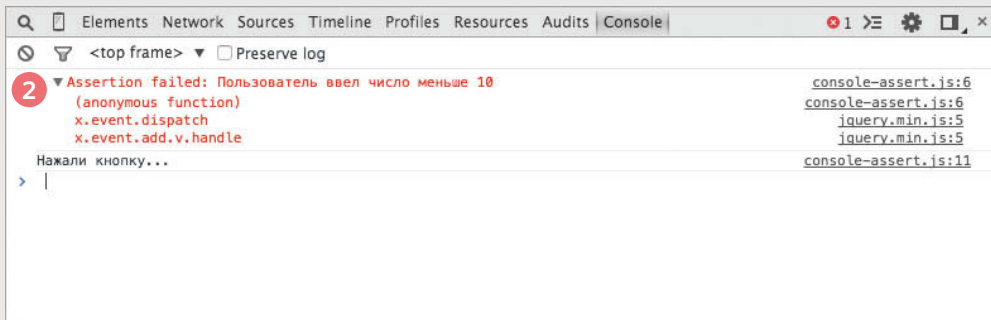 Elements Network Sources Timeline Profiles Resources Audits Console 1
<top frame> ▼ Preserve log
2 ▼Assertion failed: Пользователь ввел число меньше 10 console-assert.js:6
(anonymous function) console-assert.js:6
x.event.dispatch jquery.min.js:5
x.event.add.v.handle jquery.min.js:5
Нажали кнопку... console-assert.js:11
>